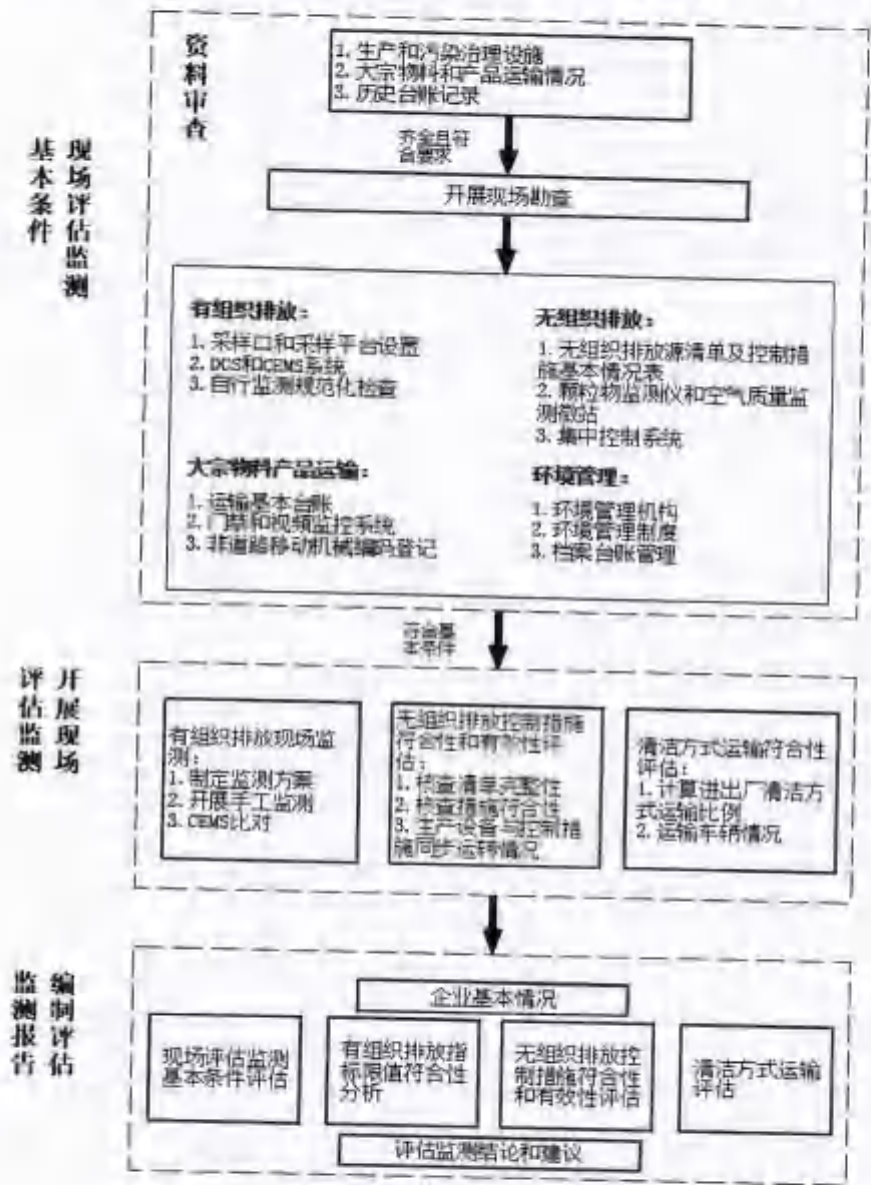 资料审查
1. 生产和污染治理设施
2. 大宗物料和产品运输情况
3. 历史台账记录
齐全且符
合要求
现场评估监测
基本条件
开展现场勘查
有组织排放：
1. 采样口和采样平台设置
2. DCS和CEMS系统
3. 自行监测规范化检查
无组织排放：
1. 无组织排放源清单及控制措
施基本情况表
2. 颗粒物监测仪和空气质量监
测微站
3. 集中控制系统
大宗物料产品运输：
1. 运输基本台账
2. 门禁和视频监控系统
3. 非道路移动机械编码登记
环境管理：
1. 环境管理机构
2. 环境管理制度
3. 档案台账管理
符合基
本条件
开展现场
评估监测
有组织排放现场监
测：
1. 制定监测方案
2. 开展手工监测
3. CEMS比对
无组织排放控制措施
符合性和有效性评
估：
1. 核查清单完整性
2. 核查措施符合性
3. 生产设备与控制措
施同步运转情况
清洁方式运输符合性
评估：
1. 计算进出厂清洁方
式运输比例
2. 运输车辆情况
编制评估
监测报告
企业基本情况
现场评估监测
基本条件评估
有组织排放指
标限值符合性
分析
无组织排放控
制措施符合性
和有效性评估
清洁方式运输
评估
评估监测结论和建议